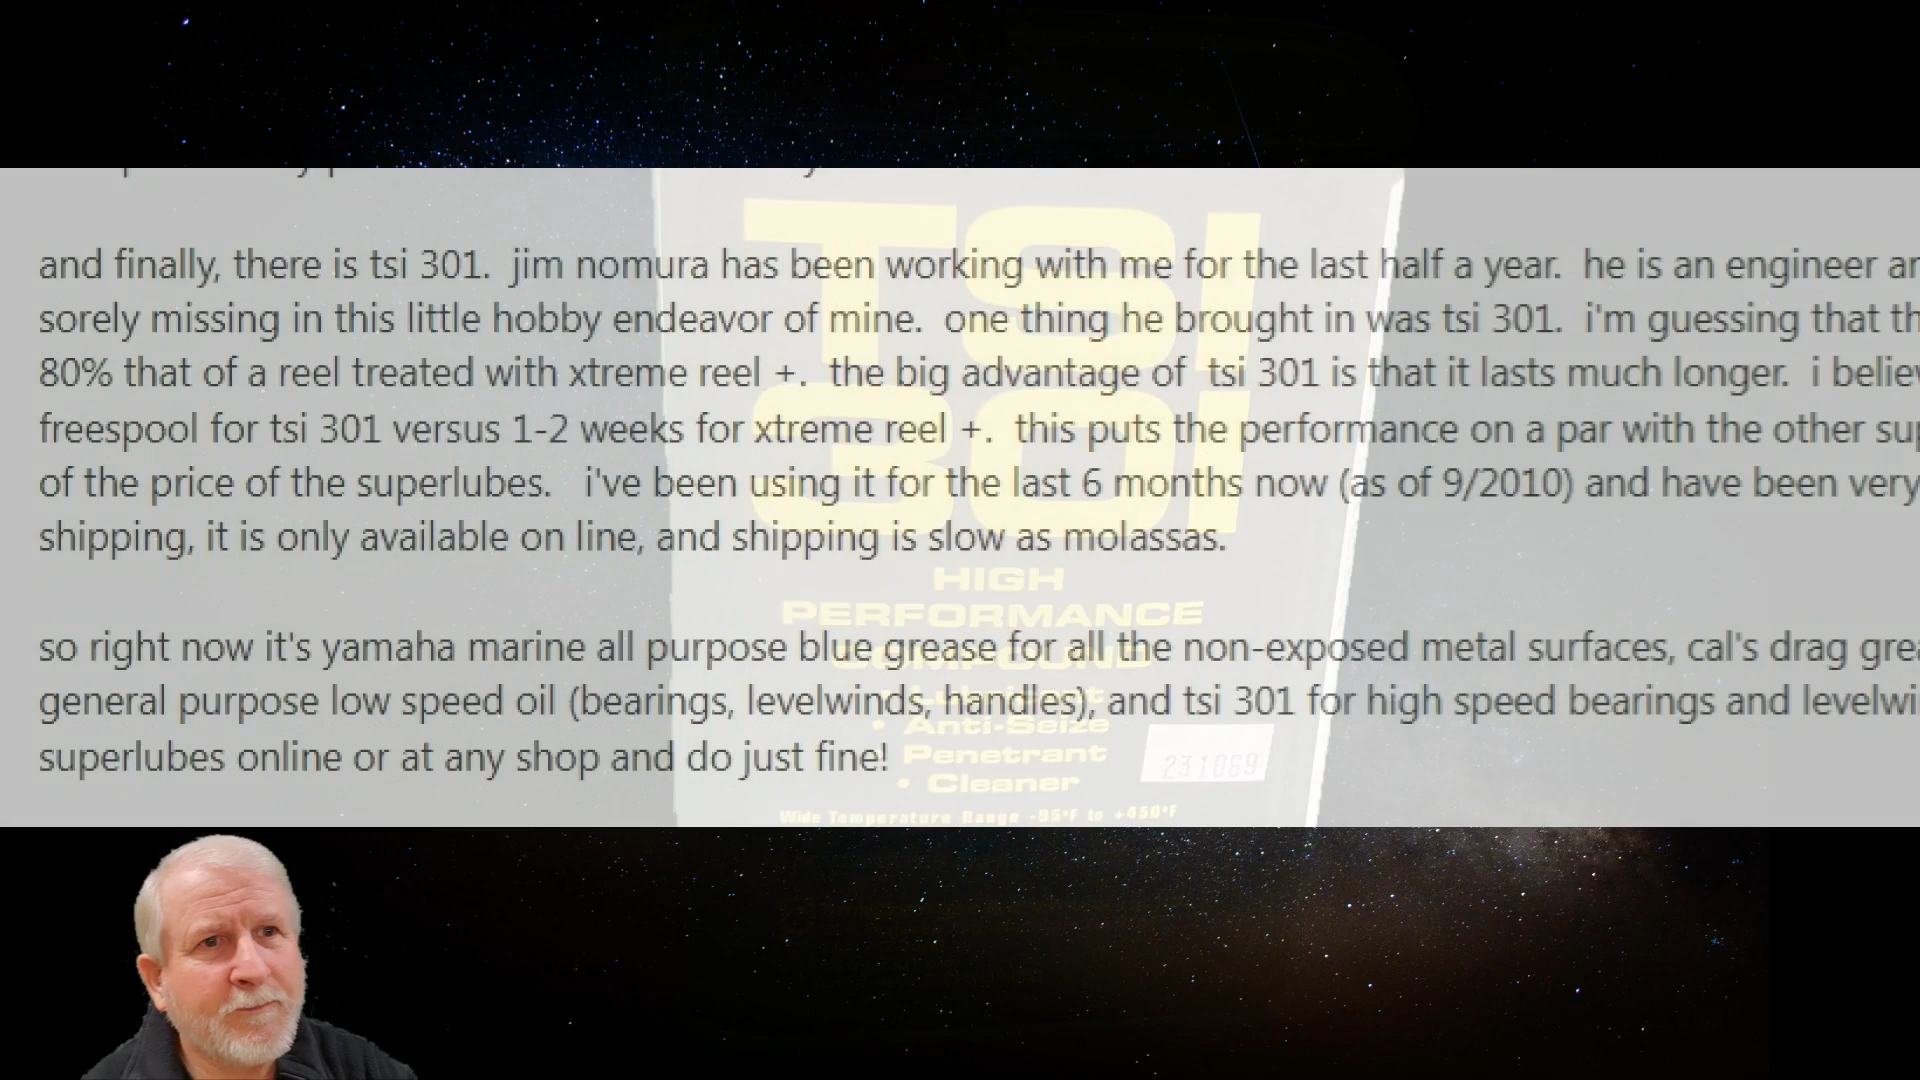 and finally, there is tsi 301.  jim nomura has been working with me for the last half a year.  he is an engineer
sorely missing in this little hobby endeavor of mine.  one thing he brought in was tsi 301.  i'm guessing that
80% that of a reel treated with xtreme reel +.  the big advantage of  tsi 301 is that it lasts much longer.  i
freespool for tsi 301 versus 1-2 weeks for xtreme reel +.  this puts the performance on a par with the other
of the price of the superlubes.   i've been using it for the last 6 months now (as of 9/2010) and have been very
shipping, it is only available on line, and shipping is slow as molassas.
so right now it's yamaha marine all purpose blue grease for all the non-exposed metal surfaces, cal's drag
general purpose low speed oil (bearings, levelwinds, handles), and tsi 301 for high speed bearings and
superlubes online or at any shop and do just fine!
TSI
301
HIGH
PERFORMANCE
COMPOUND
• Lubricant
• Anti-Seize
Penetrant
• Cleaner
231069
Wide Temperature Range -95°F to +450°F